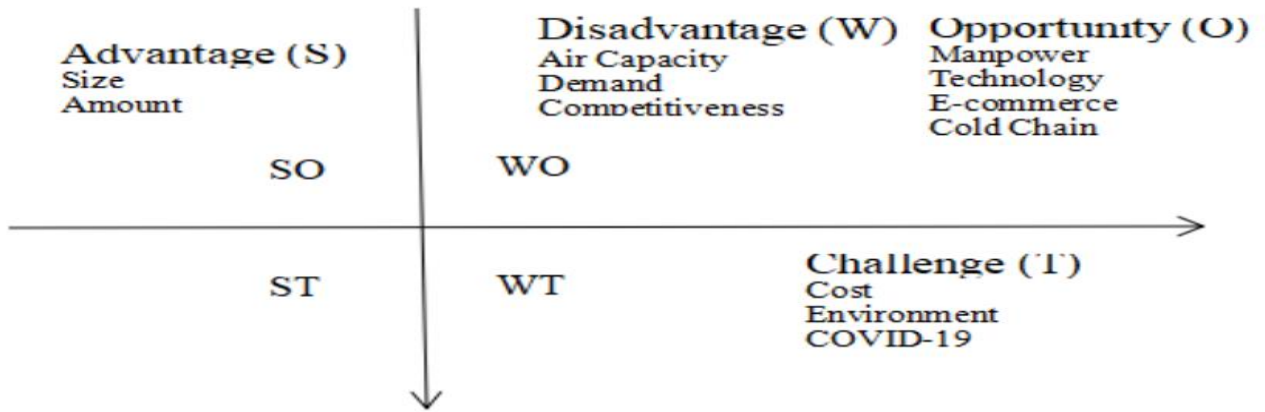 Advantage (S)
Size
Amount
Disadvantage (W)
Air Capacity
Demand
Competitiveness
Opportunity (O)
Manpower
Technology
E-commerce
Cold Chain
SO
WO
ST
WT
Challenge (T)
Cost
Environment
COVID-19